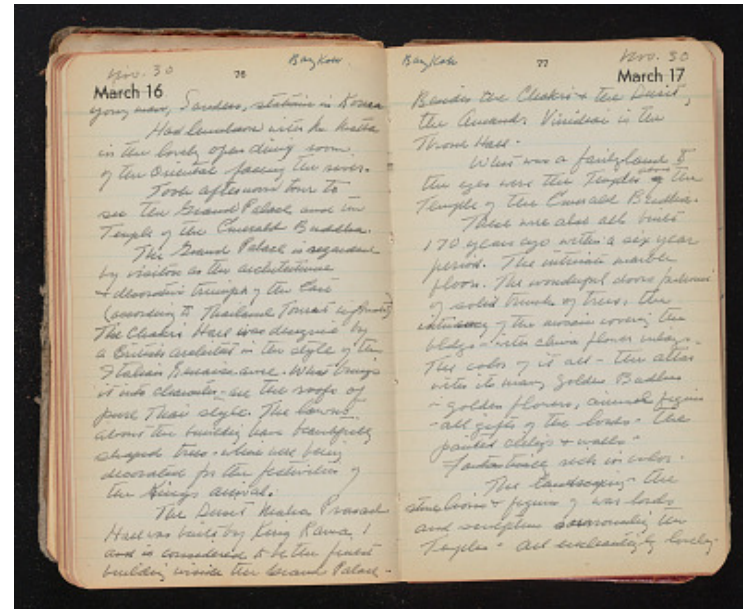 Nov. 30
76
Bangkok
March 16
young man, Sanders, station in Korea
Had luncheon with Mr. Matta
in the lovely open dining room
of the Oriental facing the river.
Took afternoon tour to
see the Grand Palace and the
Temple of the Emerald Buddha.
The Grand Palace is regarded
by visitors as the architectural
& decorative triumph of the East
(according to Thailand Tourist
The Chakri Hall was designed by
a British architect in the style of the
Italian Renaissance. What brings
it into character are the roofs of
pure Thai style. The lawns
about the building have beautifully
shaped trees - which were being
decorated for the festivities of
the King's arrival.
The Dusit Maha Prasad
Hall was built by King Rama I
and is considered to be the finest
building inside the Grand Palace.
Bangkok
77
Nov. 30
March 17
Besides the Chakri & the Dusit,
the Amarindr Vinichai is the
Throne Hall.
What was a fairyland to
the eyes were the Temples the
Temple of the Emerald Buddha.
These were also all built
170 years ago within a six year
period. The intricate marble
floor. The wonderful doors
of solid trunk of trees, the
of the mosaic covering the
bldgs - with flower
The color of it all - the altar
with its many golden Buddhas
- golden flowers, animal figures
- all gifts of the lords - the
painted ceilings & walls -
Fantastically rich in color.
The landscaping - the
stone lions & figures of war lords
and sculpture surrounding the
Temples - all enchantingly lovely